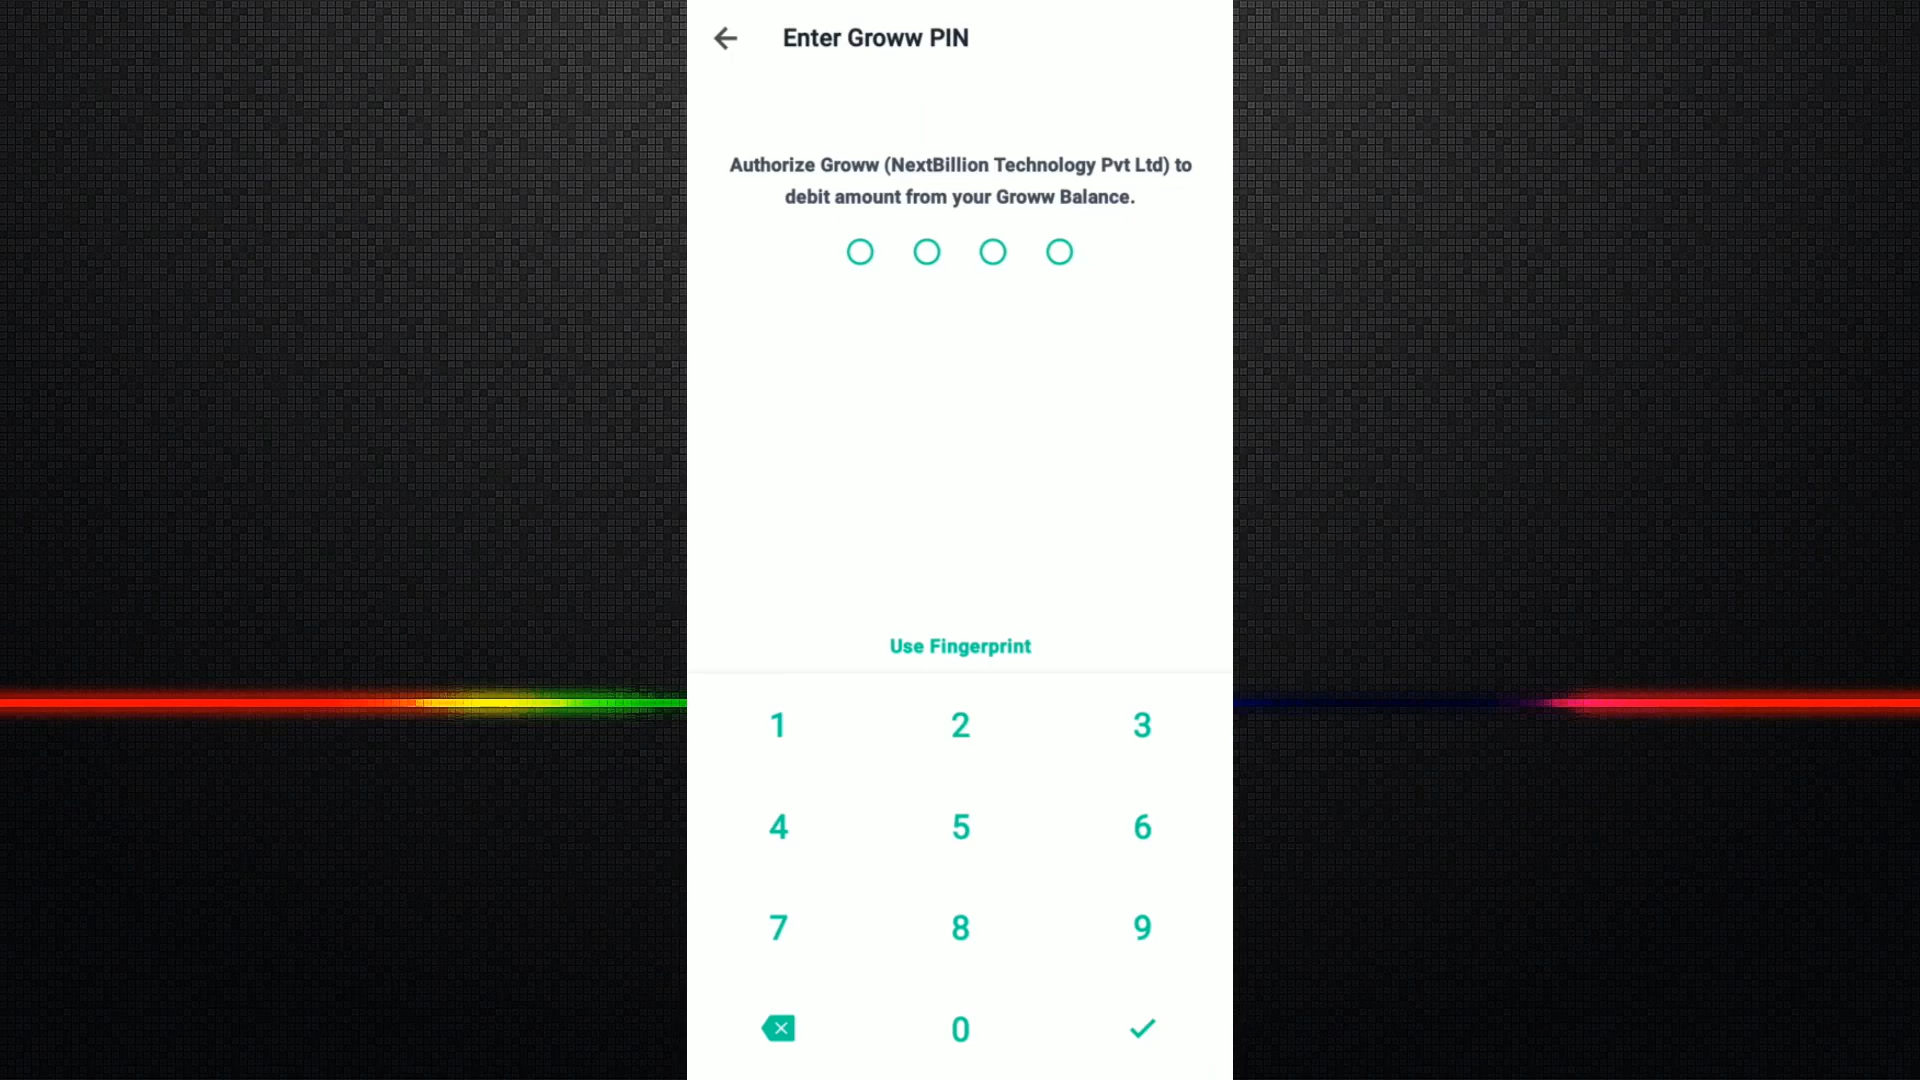 Enter Groww PIN
Authorize Groww (NextBillion Technology Pvt Ltd) to
debit amount from your Groww Balance.
Use Fingerprint
1 2 3
4 5 6
7 8 9
0